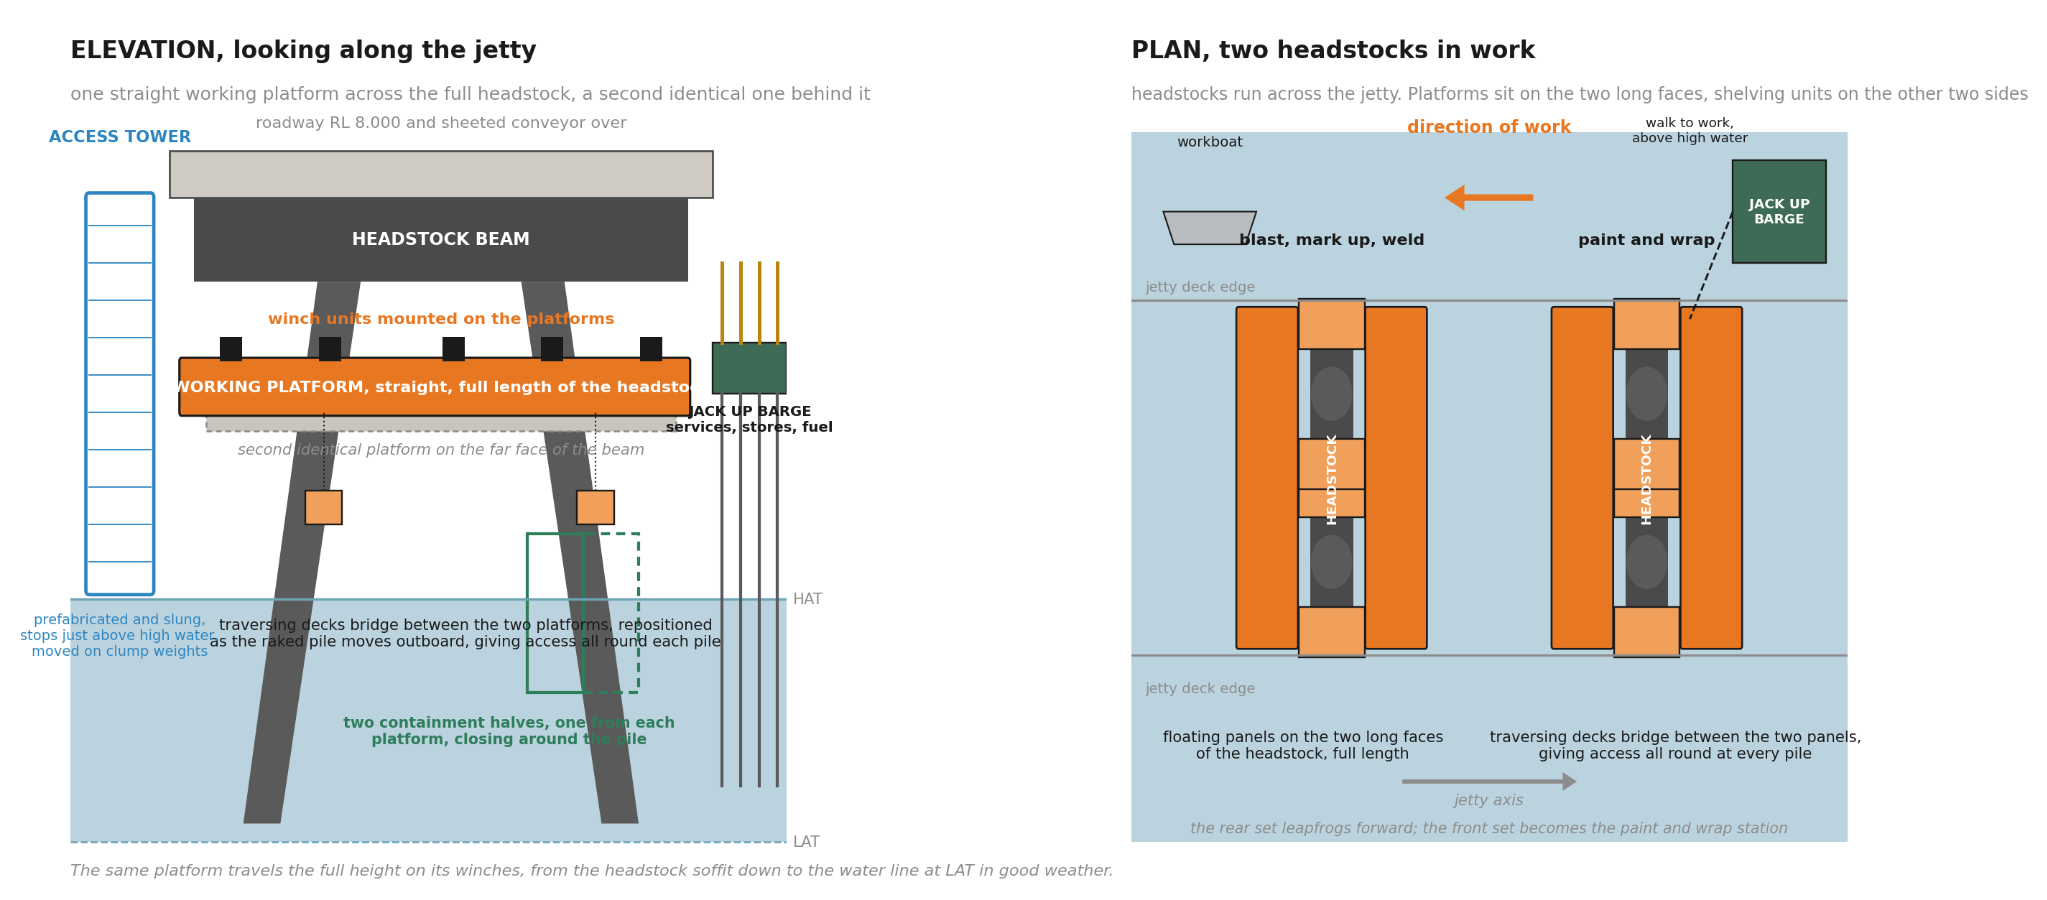 ELEVATION, looking along the jetty
one straight working platform across the full headstock, a second identical one behind it
roadway RL 8.000 and sheeted conveyor over
ACCESS TOWER
HEADSTOCK BEAM
winch units mounted on the platforms
WORKING PLATFORM, straight, full length of the headstoc
JACK UP BARGE
services, stores, fuel
second identical platform on the far face of the beam
HAT
prefabricated and slung,
stops just above high water,
moved on clump weights
traversing decks bridge between the two platforms, repositioned
as the raked pile moves outboard, giving access all round each pile
two containment halves, one from each
platform, closing around the pile
LAT
The same platform travels the full height on its winches, from the headstock soffit down to the water line at LAT in good weather.
PLAN, two headstocks in work
headstocks run across the jetty. Platforms sit on the two long faces, shelving units on the other two sides
direction of work
walk to work,
above high water
workboat
JACK UP
BARGE
blast, mark up, weld
paint and wrap
jetty deck edge
HEADSTOCK
HEADSTOCK
jetty deck edge
floating panels on the two long faces
of the headstock, full length
traversing decks bridge between the two panels,
giving access all round at every pile
jetty axis
the rear set leapfrogs forward; the front set becomes the paint and wrap station